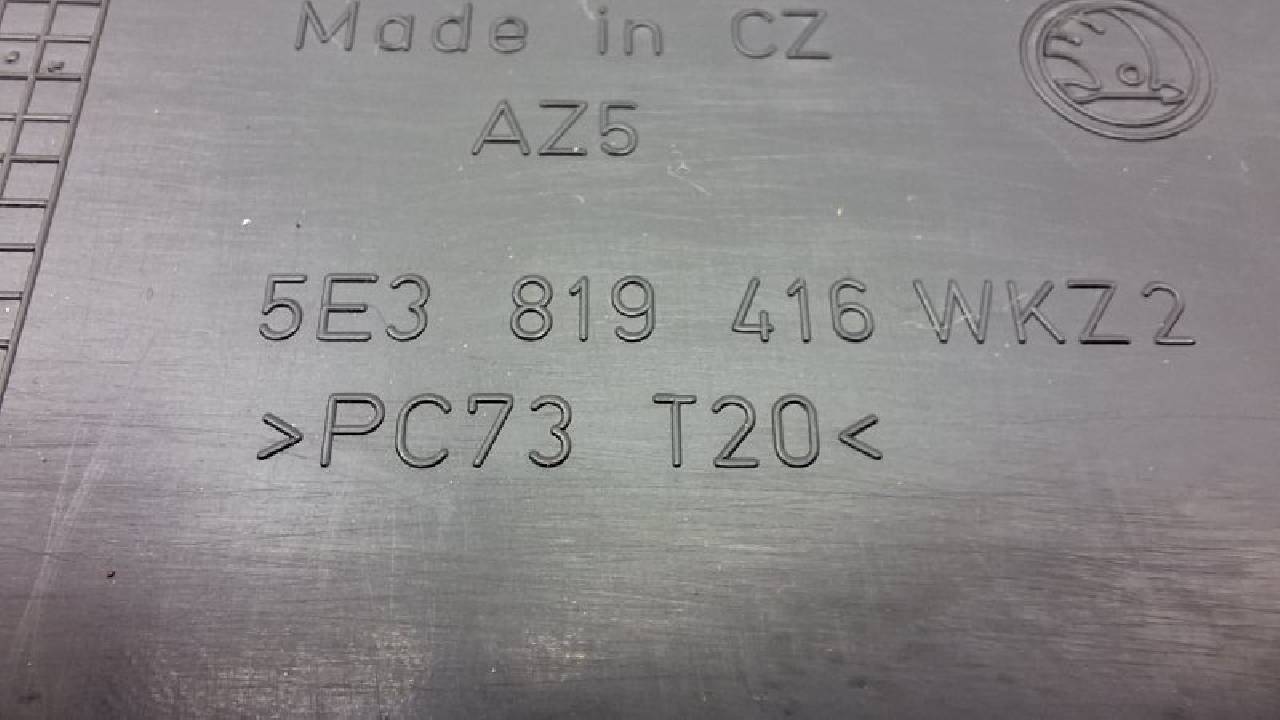 Made in CZ
AZ5
5E3 819 416 WKZ2
>PC73 T20<